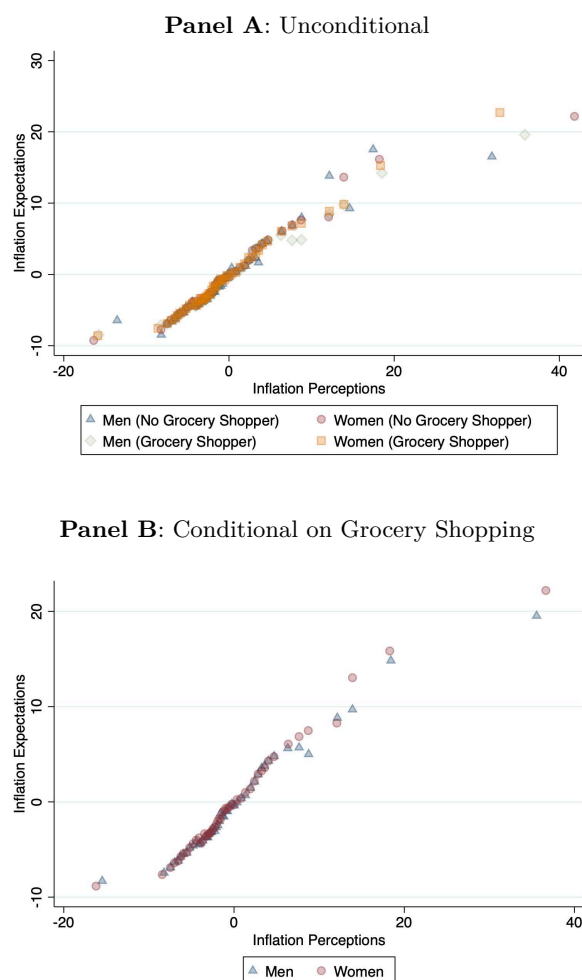 Panel A: Unconditional
30
20
10
0
-10
Inflation Expectations
-20 0 20 40
Inflation Perceptions
Men (No Grocery Shopper) Women (No Grocery Shopper)
Men (Grocery Shopper) Women (Grocery Shopper)
Panel B: Conditional on Grocery Shopping
20
10
0
-10
Inflation Expectations
-20 0 20 40
Inflation Perceptions
Men Women